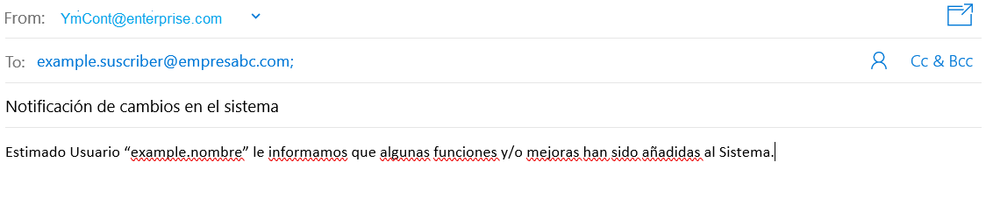 From: YmCont@enterprise.com
To: example.suscriber@empresabc.com; Cc & Bcc
Notificación de cambios en el sistema
Estimado Usuario “example.nombre” le informamos que algunas funciones y/o mejoras han sido añadidas al Sistema.